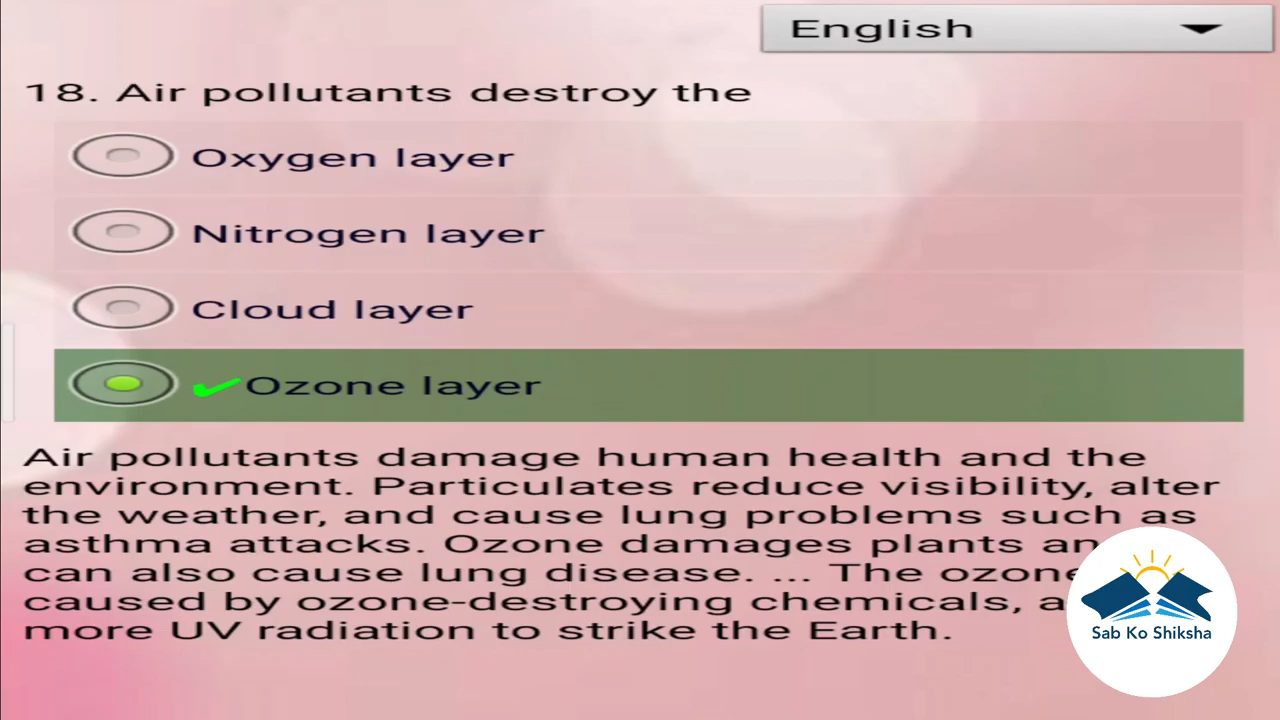 English
18. Air pollutants destroy the
Oxygen layer
Nitrogen layer
Cloud layer
✔Ozone layer
Air pollutants damage human health and the
environment. Particulates reduce visibility, alter
the weather, and cause lung problems such as
asthma attacks. Ozone damages plants
can also cause lung disease. ... The ozone
caused by ozone-destroying chemicals,
more UV radiation to strike the Earth.
Sab Ko Shiksha